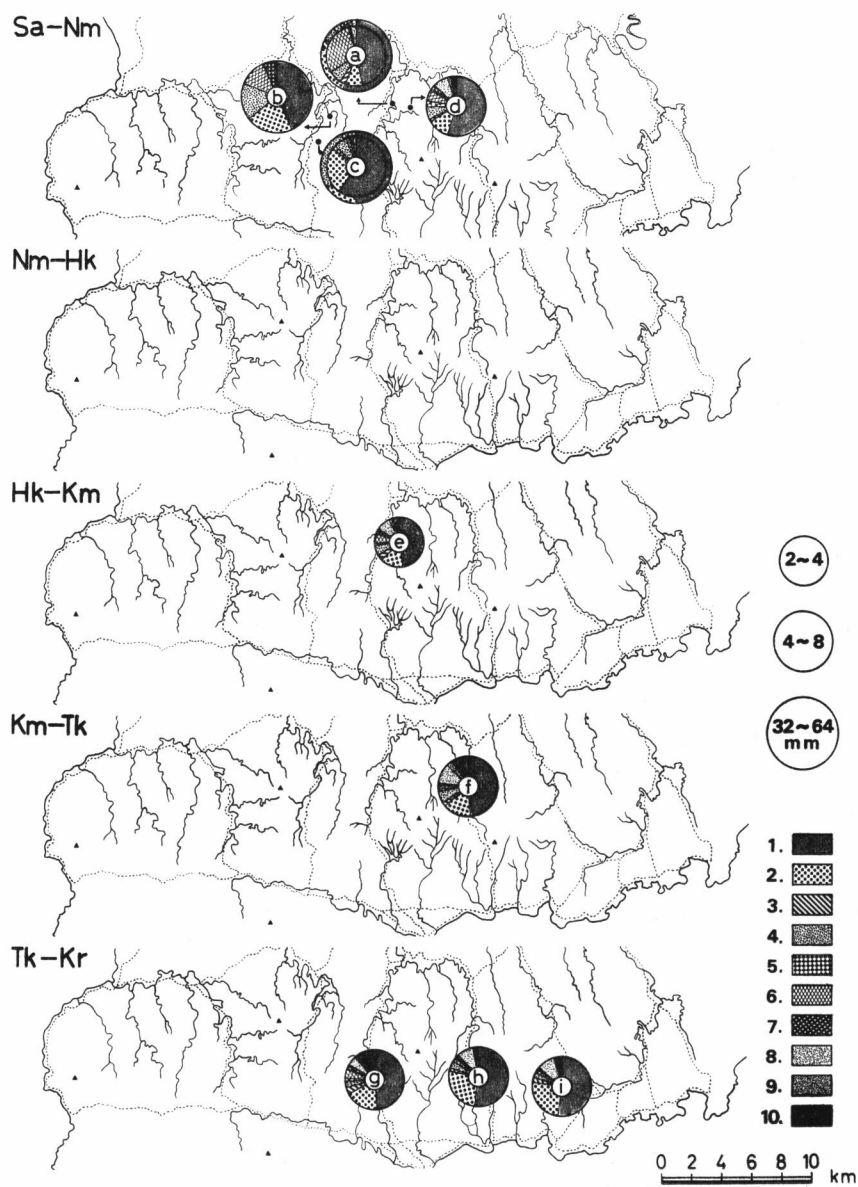 Sa-Nm
a
b
d
c
Nm-Hk
Hk-Km
e
2~4
4~8
Km-Tk
32~64
mm
f
1.
2.
3.
4.
5.
6.
7.
8.
9.
10.
Tk-Kr
g
h
i
0 2 4 6 8 10 km